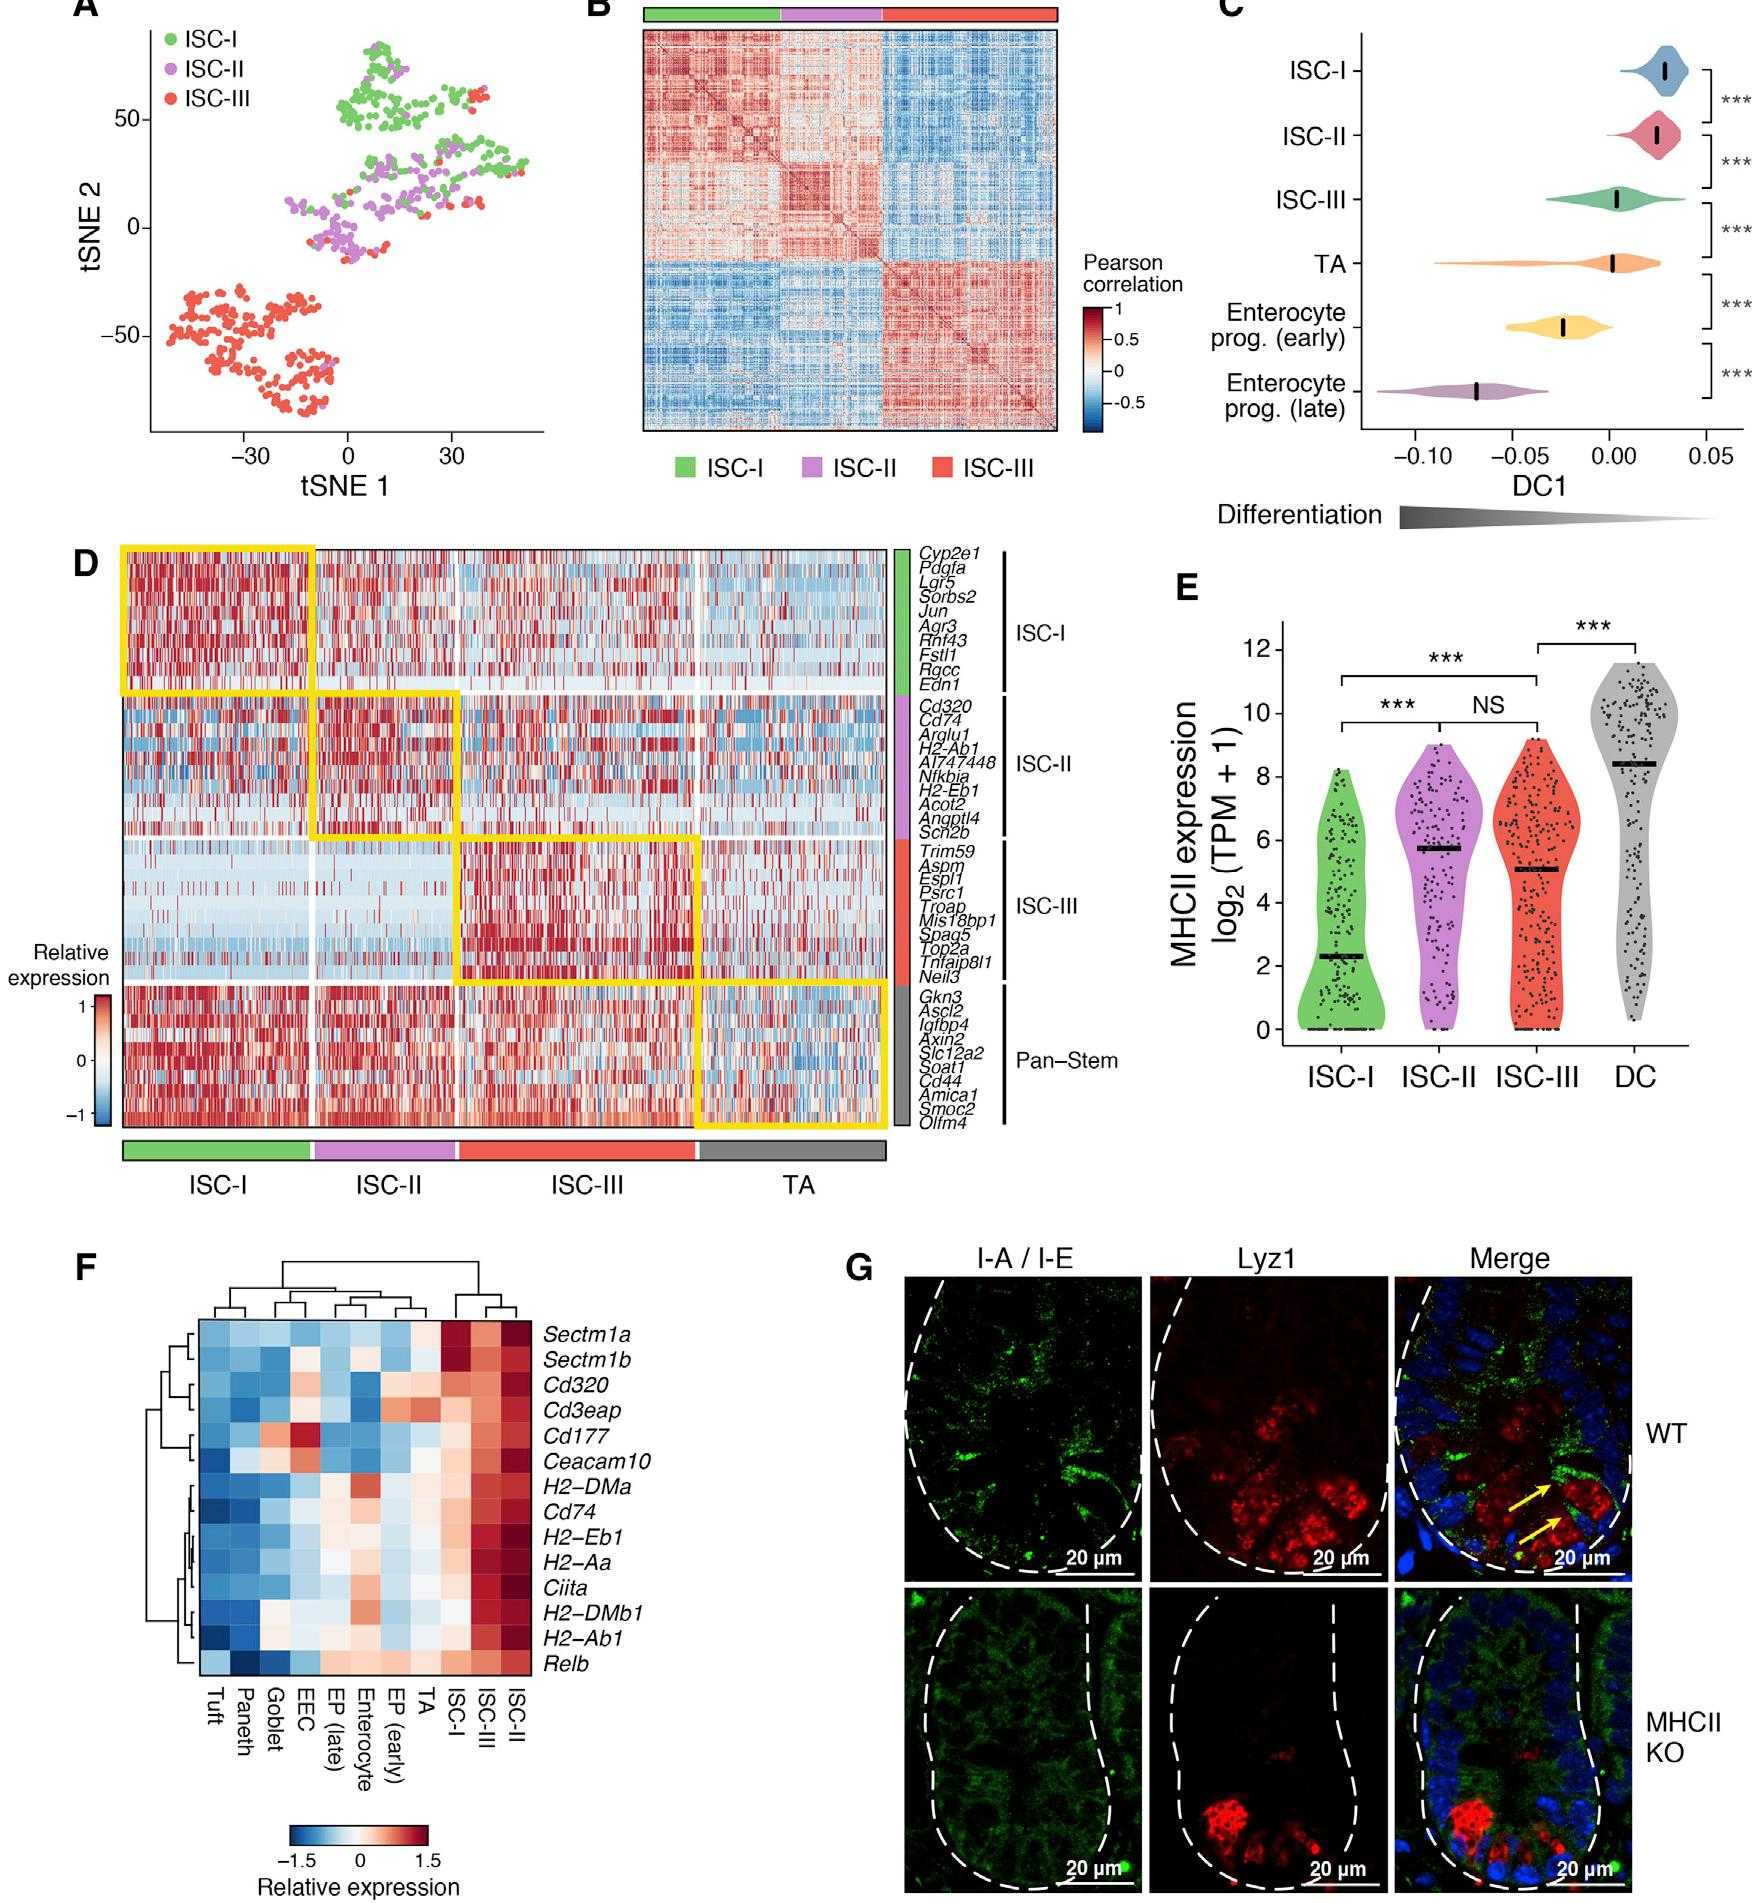 A
B
C
ISC-I
ISC-II
ISC-III
50
0
−50
tSNE 2
−30
0
30
tSNE 1
Pearson
correlation
1
0.5
0
-0.5
ISC-I
ISC-II
ISC-III
ISC-I
ISC-II
ISC-III
TA
Enterocyte
prog. (early)
Enterocyte
prog. (late)
***
***
***
***
***
−0.10
−0.05
0.00
0.05
DC1
Differentiation
D
Cyp2e1
Pdgfa
Lgr5
Sorbs2
Jun
Agr3
Rnf43
Fstl1
Rgcc
Edn1
ISC-I
Cd320
Cd74
Arglu1
H2-Ab1
AI747448
Nfkbia
H2-Eb1
Acot2
Angptl4
Scn2b
ISC-II
Trim59
Aspm
Espl1
Psrc1
Troap
Mis18bp1
Spag5
Top2a
Tnfaip8l1
Neil3
ISC-III
Gkn3
Ascl2
Igfbp4
Axin2
Slc12a2
Soat1
Cd44
Amica1
Smoc2
Olfm4
Pan−Stem
Relative
expression
1
0
−1
ISC-I
ISC-II
ISC-III
TA
E
MHCII expression
log2 (TPM + 1)
12
10
8
6
4
2
0
***
***
***
NS
ISC-I
ISC-II
ISC-III
DC
F
Sectm1a
Sectm1b
Cd320
Cd3eap
Cd177
Ceacam10
H2−DMa
Cd74
H2−Eb1
H2−Aa
Ciita
H2−DMb1
H2−Ab1
Relb
Tuft
Paneth
Goblet
EEC
EP (late)
Enterocyte
EP (early)
TA
ISC-I
ISC-III
ISC-II
−1.5
0
1.5
Relative expression
G
I-A / I-E
Lyz1
Merge
20 µm
20 µm
20 µm
WT
20 µm
20 µm
20 µm
MHCII
KO